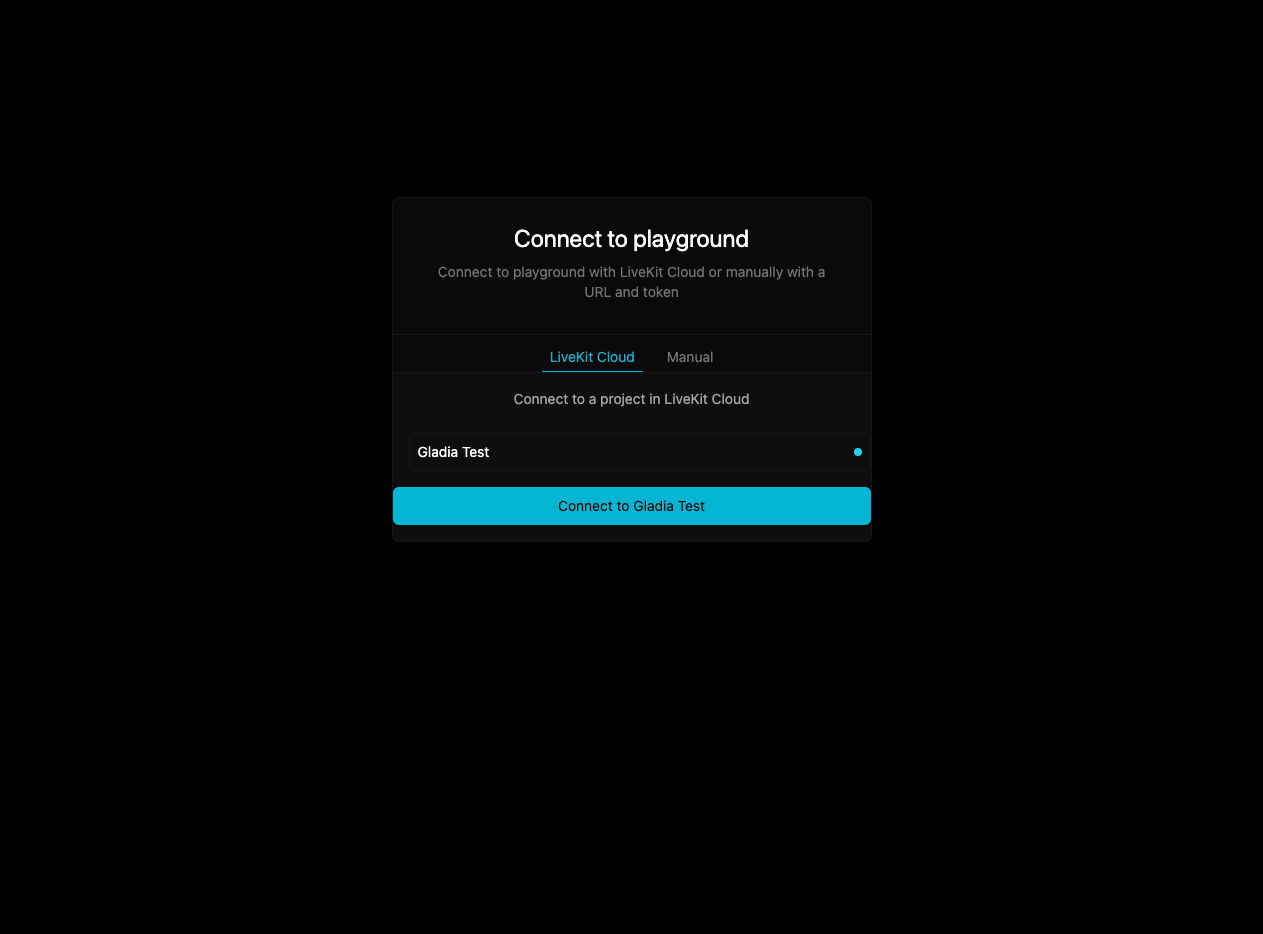 Connect to playground
Connect to playground with LiveKit Cloud or manually with a
URL and token
LiveKit Cloud
Manual
Connect to a project in LiveKit Cloud
Gladia Test
Connect to Gladia Test